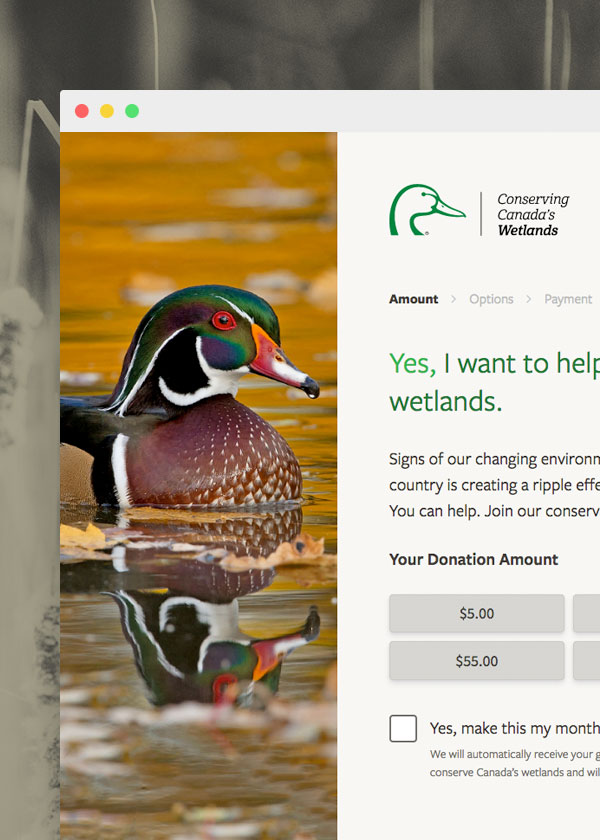 Conserving
Canada's
Wetlands
Amount > Options > Payment
Yes, I want to help
wetlands.
Signs of our changing environm
country is creating a ripple effe
You can help. Join our conserv
Your Donation Amount
$5.00
$55.00
Yes, make this my month
We will automatically receive your g
conserve Canada's wetlands and wil